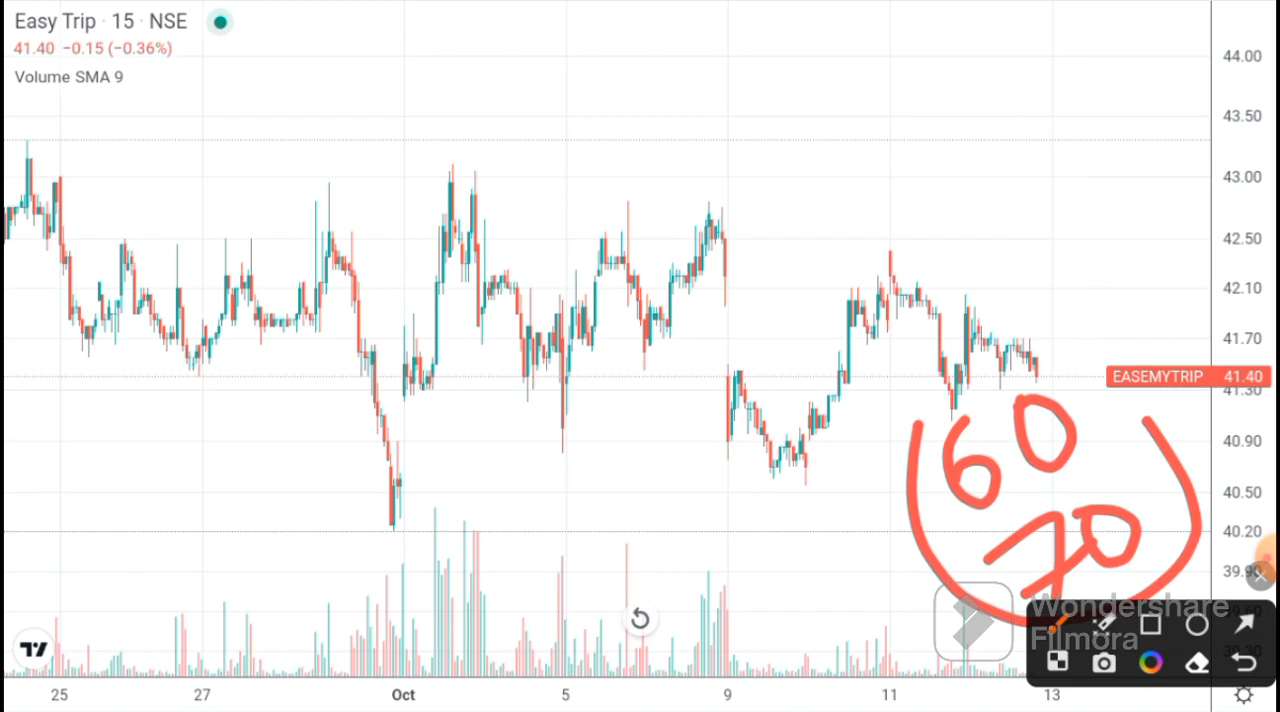 Easy Trip · 15 · NSE
41.40 −0.15 (−0.36%)
Volume SMA 9
44.00
43.50
43.00
42.50
42.10
41.70
EASEMYTRIP 41.40
41.30
40.90
40.50
40.20
39.90
60
70
Wondershare
Filmora
25 27 Oct 5 9 11 13